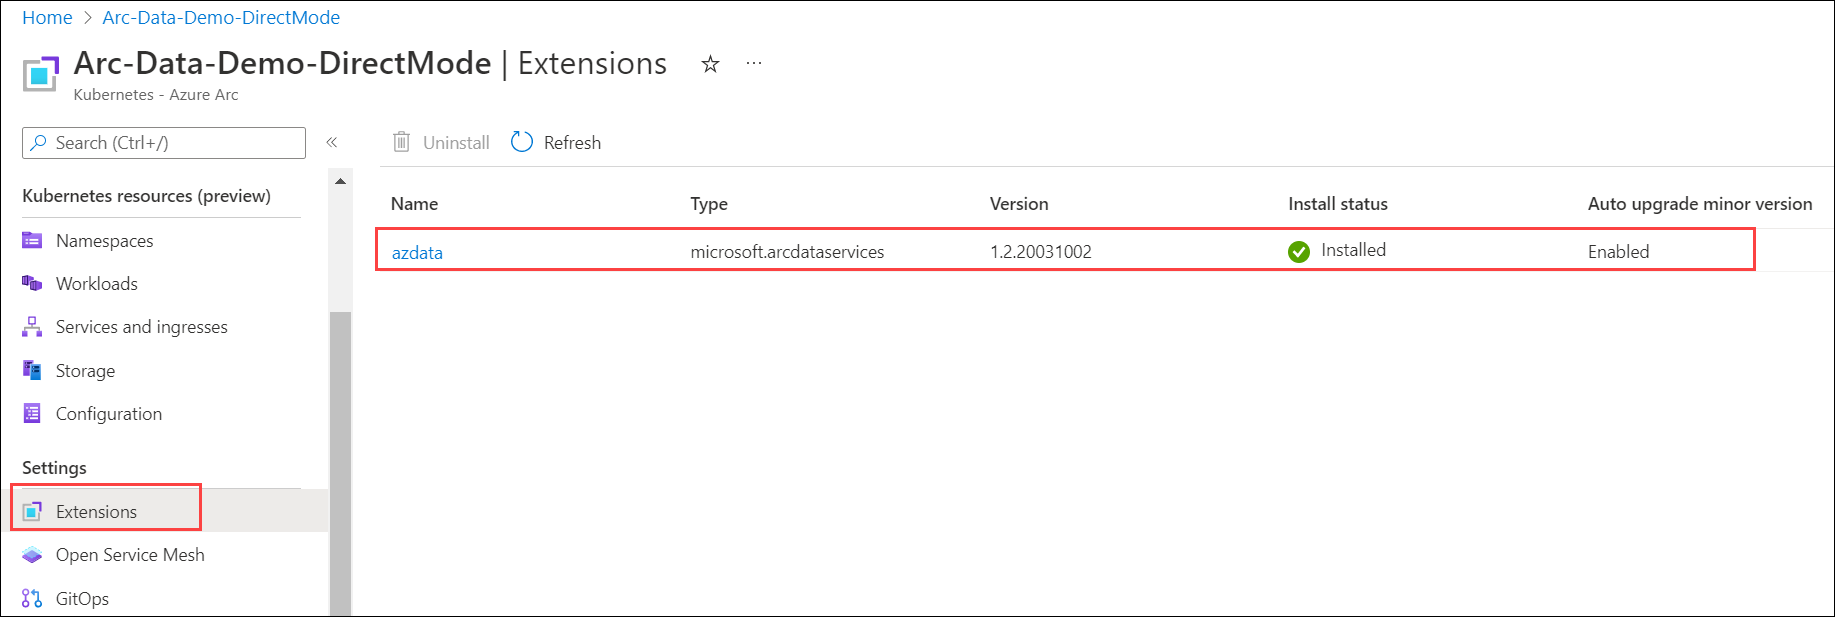 Home > Arc-Data-Demo-DirectMode
Arc-Data-Demo-DirectMode | Extensions
Kubernetes - Azure Arc
Search (Ctrl+/)
Uninstall Refresh
Kubernetes resources (preview)
Namespaces
Workloads
Services and ingresses
Storage
Configuration
Settings
Extensions
Open Service Mesh
GitOps
Name Type Version Install status Auto upgrade minor version
azdata microsoft.arcdataservices 1.2.20031002 Installed Enabled